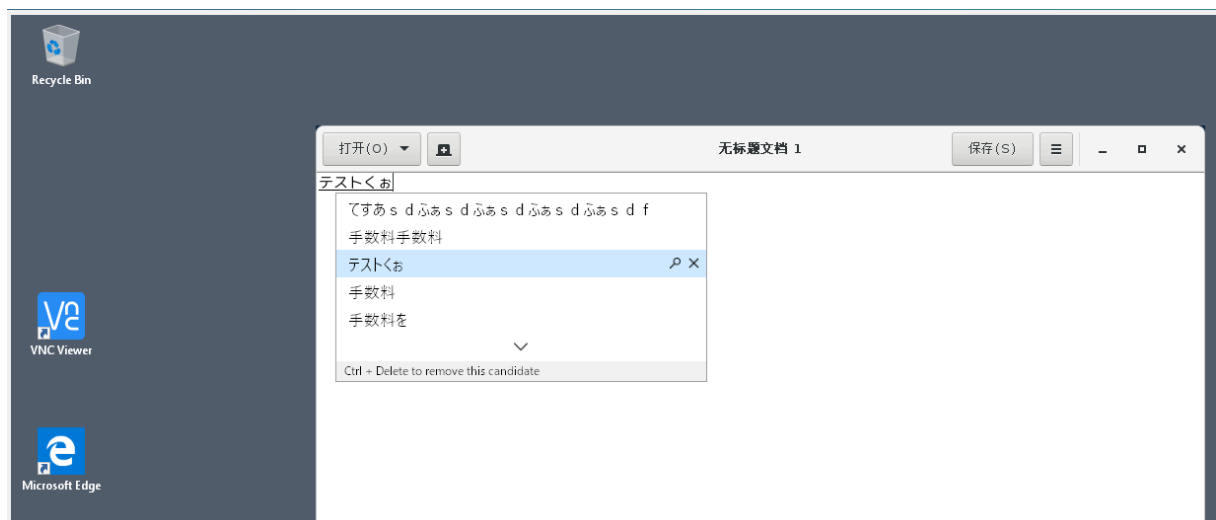 Recycle Bin
打开(O)
无标题文档 1
保存(S)
テストくぉ
てすあｓｄふぁｓｄふぁｓｄふぁｓｄふぁｓｄｆ
手数料手数料
テストくぉ
手数料
手数料を
Ctrl + Delete to remove this candidate
VNC Viewer
Microsoft Edge